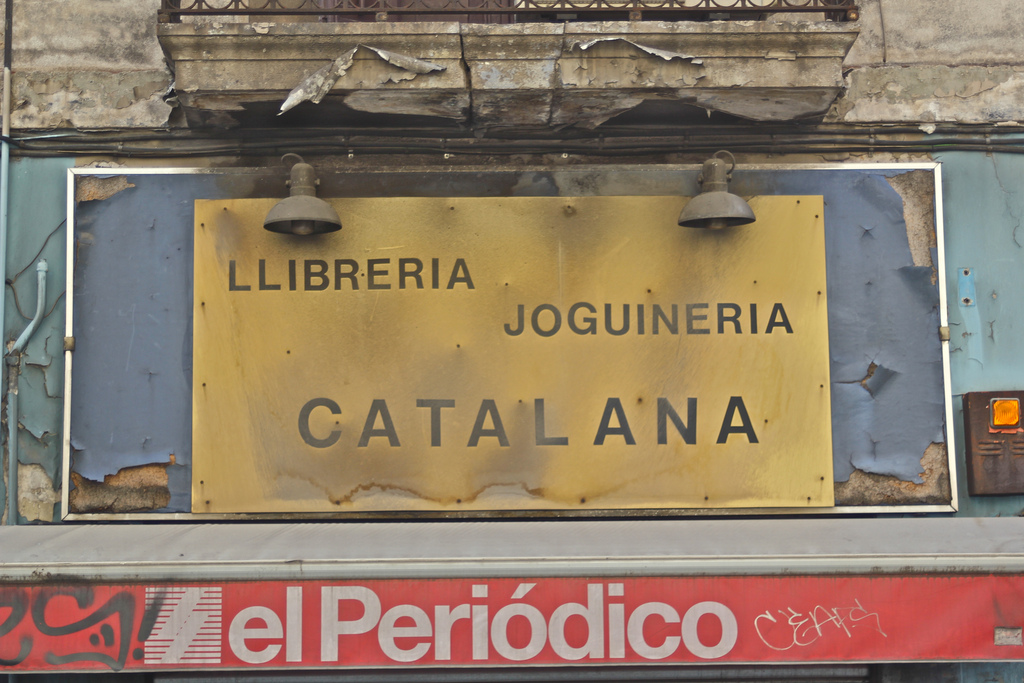 LLIBRERIA
JOGUINERIA
CATALANA
el Periódico